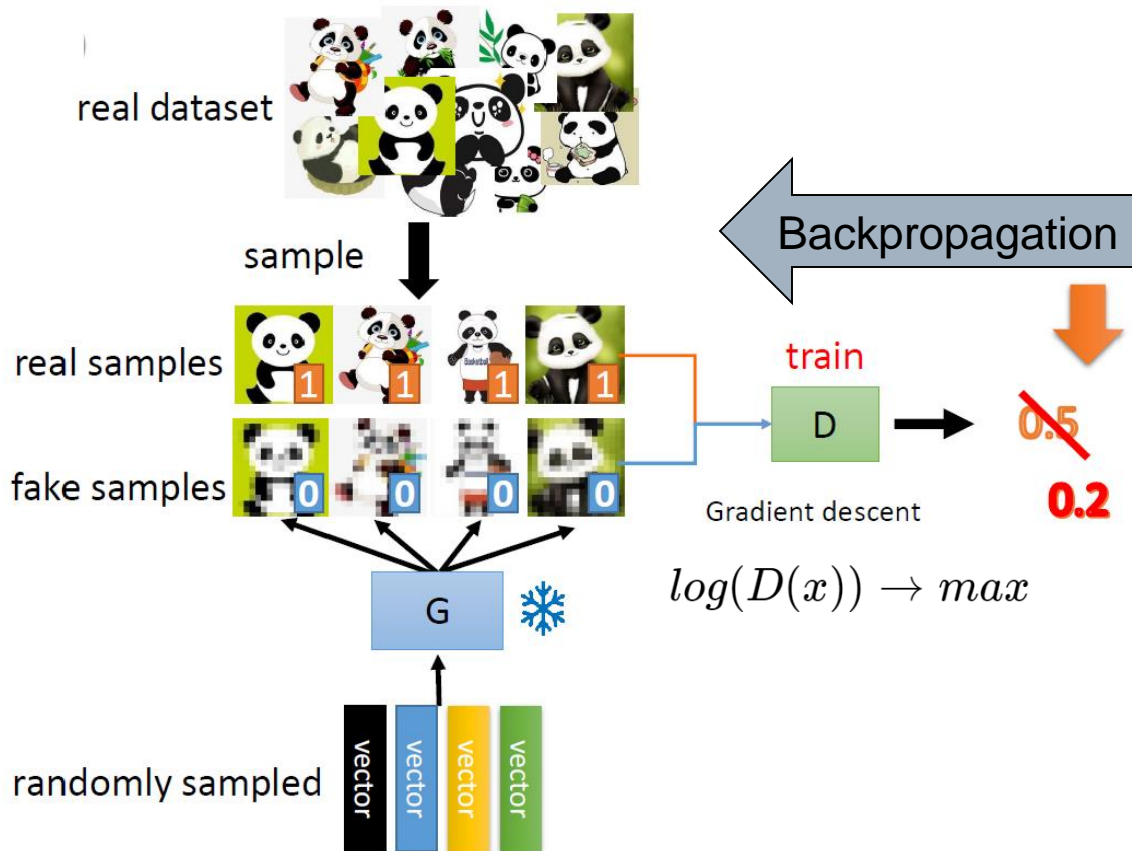 real dataset
Backpropagation
sample
real samples
1
1
1
1
train
D
0.5
0.2
fake samples
0
0
0
0
Gradient descent
log(D(x)) → max
G
randomly sampled
vector
vector
vector
vector
Basketball